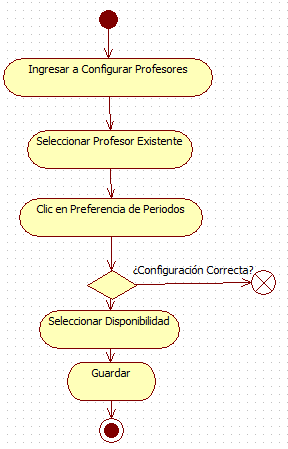 Ingresar a Configurar Profesores
Seleccionar Profesor Existente
Clic en Preferencia de Periodos
¿Configuración Correcta?
Seleccionar Disponibilidad
Guardar